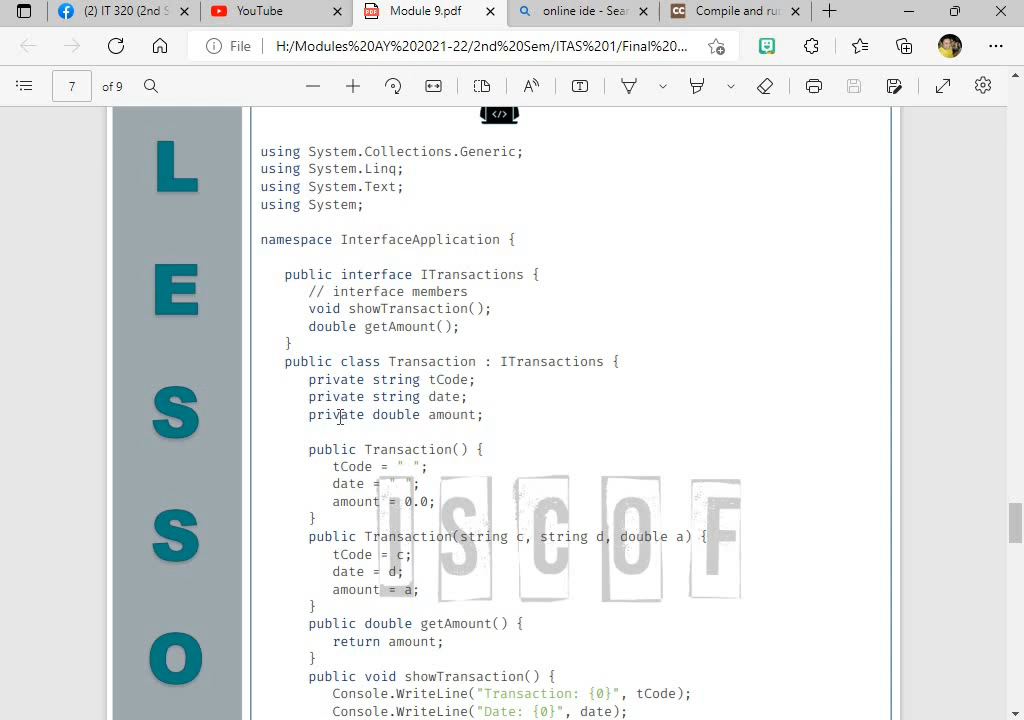 (2) IT 320 (2nd S
YouTube
Module 9.pdf
online ide - Sear
Compile and ru
File
H:/Modules%20AY%202021-22/2nd%20Sem/ITAS%201/Final%20...
7 of 9
L
E
S
S
O
</>
using System.Collections.Generic;
using System.Linq;
using System.Text;
using System;
namespace InterfaceApplication {
public interface ITransactions {
// interface members
void showTransaction();
double getAmount();
}
public class Transaction : ITransactions {
private string tCode;
private string date;
private double amount;
public Transaction() {
tCode = " ";
date = " ";
amount = 0.0;
}
public Transaction(string c, string d, double a) {
tCode = c;
date = d;
amount = a;
}
public double getAmount() {
return amount;
}
public void showTransaction() {
Console.WriteLine("Transaction: {0}", tCode);
Console.WriteLine("Date: {0}", date);
ISCOF